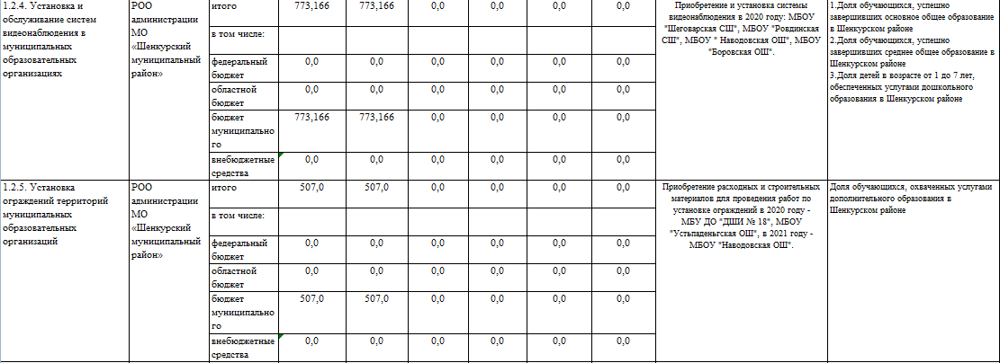 1.2.4. Установка и
обслуживание систем
видеонаблюдения в
муниципальных
образовательных
организациях
РОО
администрации
МО
«Шенкурский
муниципальный
район»
итого 773,166 773,166 0,0 0,0 0,0 0,0
в том числе:
федеральный
бюджет 0,0 0,0 0,0 0,0 0,0 0,0
областной
бюджет 0,0 0,0 0,0 0,0 0,0 0,0
бюджет
муниципально
го 773,166 773,166 0,0 0,0 0,0 0,0
внебюджетные
средства 0,0 0,0 0,0 0,0 0,0 0,0
Приобретение и установка системы
видеонаблюдения в 2020 году: МБОУ
"Шеговарская СШ", МБОУ "Ровдинская
СШ", МБОУ " Наводовская ОШ", МБОУ
"Боровская ОШ".
1.Доля обучающихся, успешно
завершивших основное общее образование
в Шенкурском районе
2.Доля обучающихся, успешно
завершивших среднее общее образование в
Шенкурском районе
3.Доля детей в возрасте от 1 до 7 лет,
обеспеченных услугами дошкольного
образования в Шенкурском районе
1.2.5. Установка
ограждений территорий
муниципальных
образовательных
организаций
РОО
администрации
МО
«Шенкурский
муниципальный
район»
итого 507,0 507,0 0,0 0,0 0,0 0,0
в том числе:
федеральный
бюджет 0,0 0,0 0,0 0,0 0,0 0,0
областной
бюджет 0,0 0,0 0,0 0,0 0,0 0,0
бюджет
муниципально
го 507,0 507,0 0,0 0,0 0,0 0,0
внебюджетные
средства 0,0 0,0 0,0 0,0 0,0 0,0
Приобретение расходных и строительных
материалов для проведения работ по
установке ограждений в 2020 году -
МБУ ДО "ДШИ № 18", МБОУ
"Устьпаденьгская ОШ", в 2021 году -
МБОУ "Наводовская ОШ".
Доля обучающихся, охваченных услугами
дополнительного образования в
Шенкурском районе